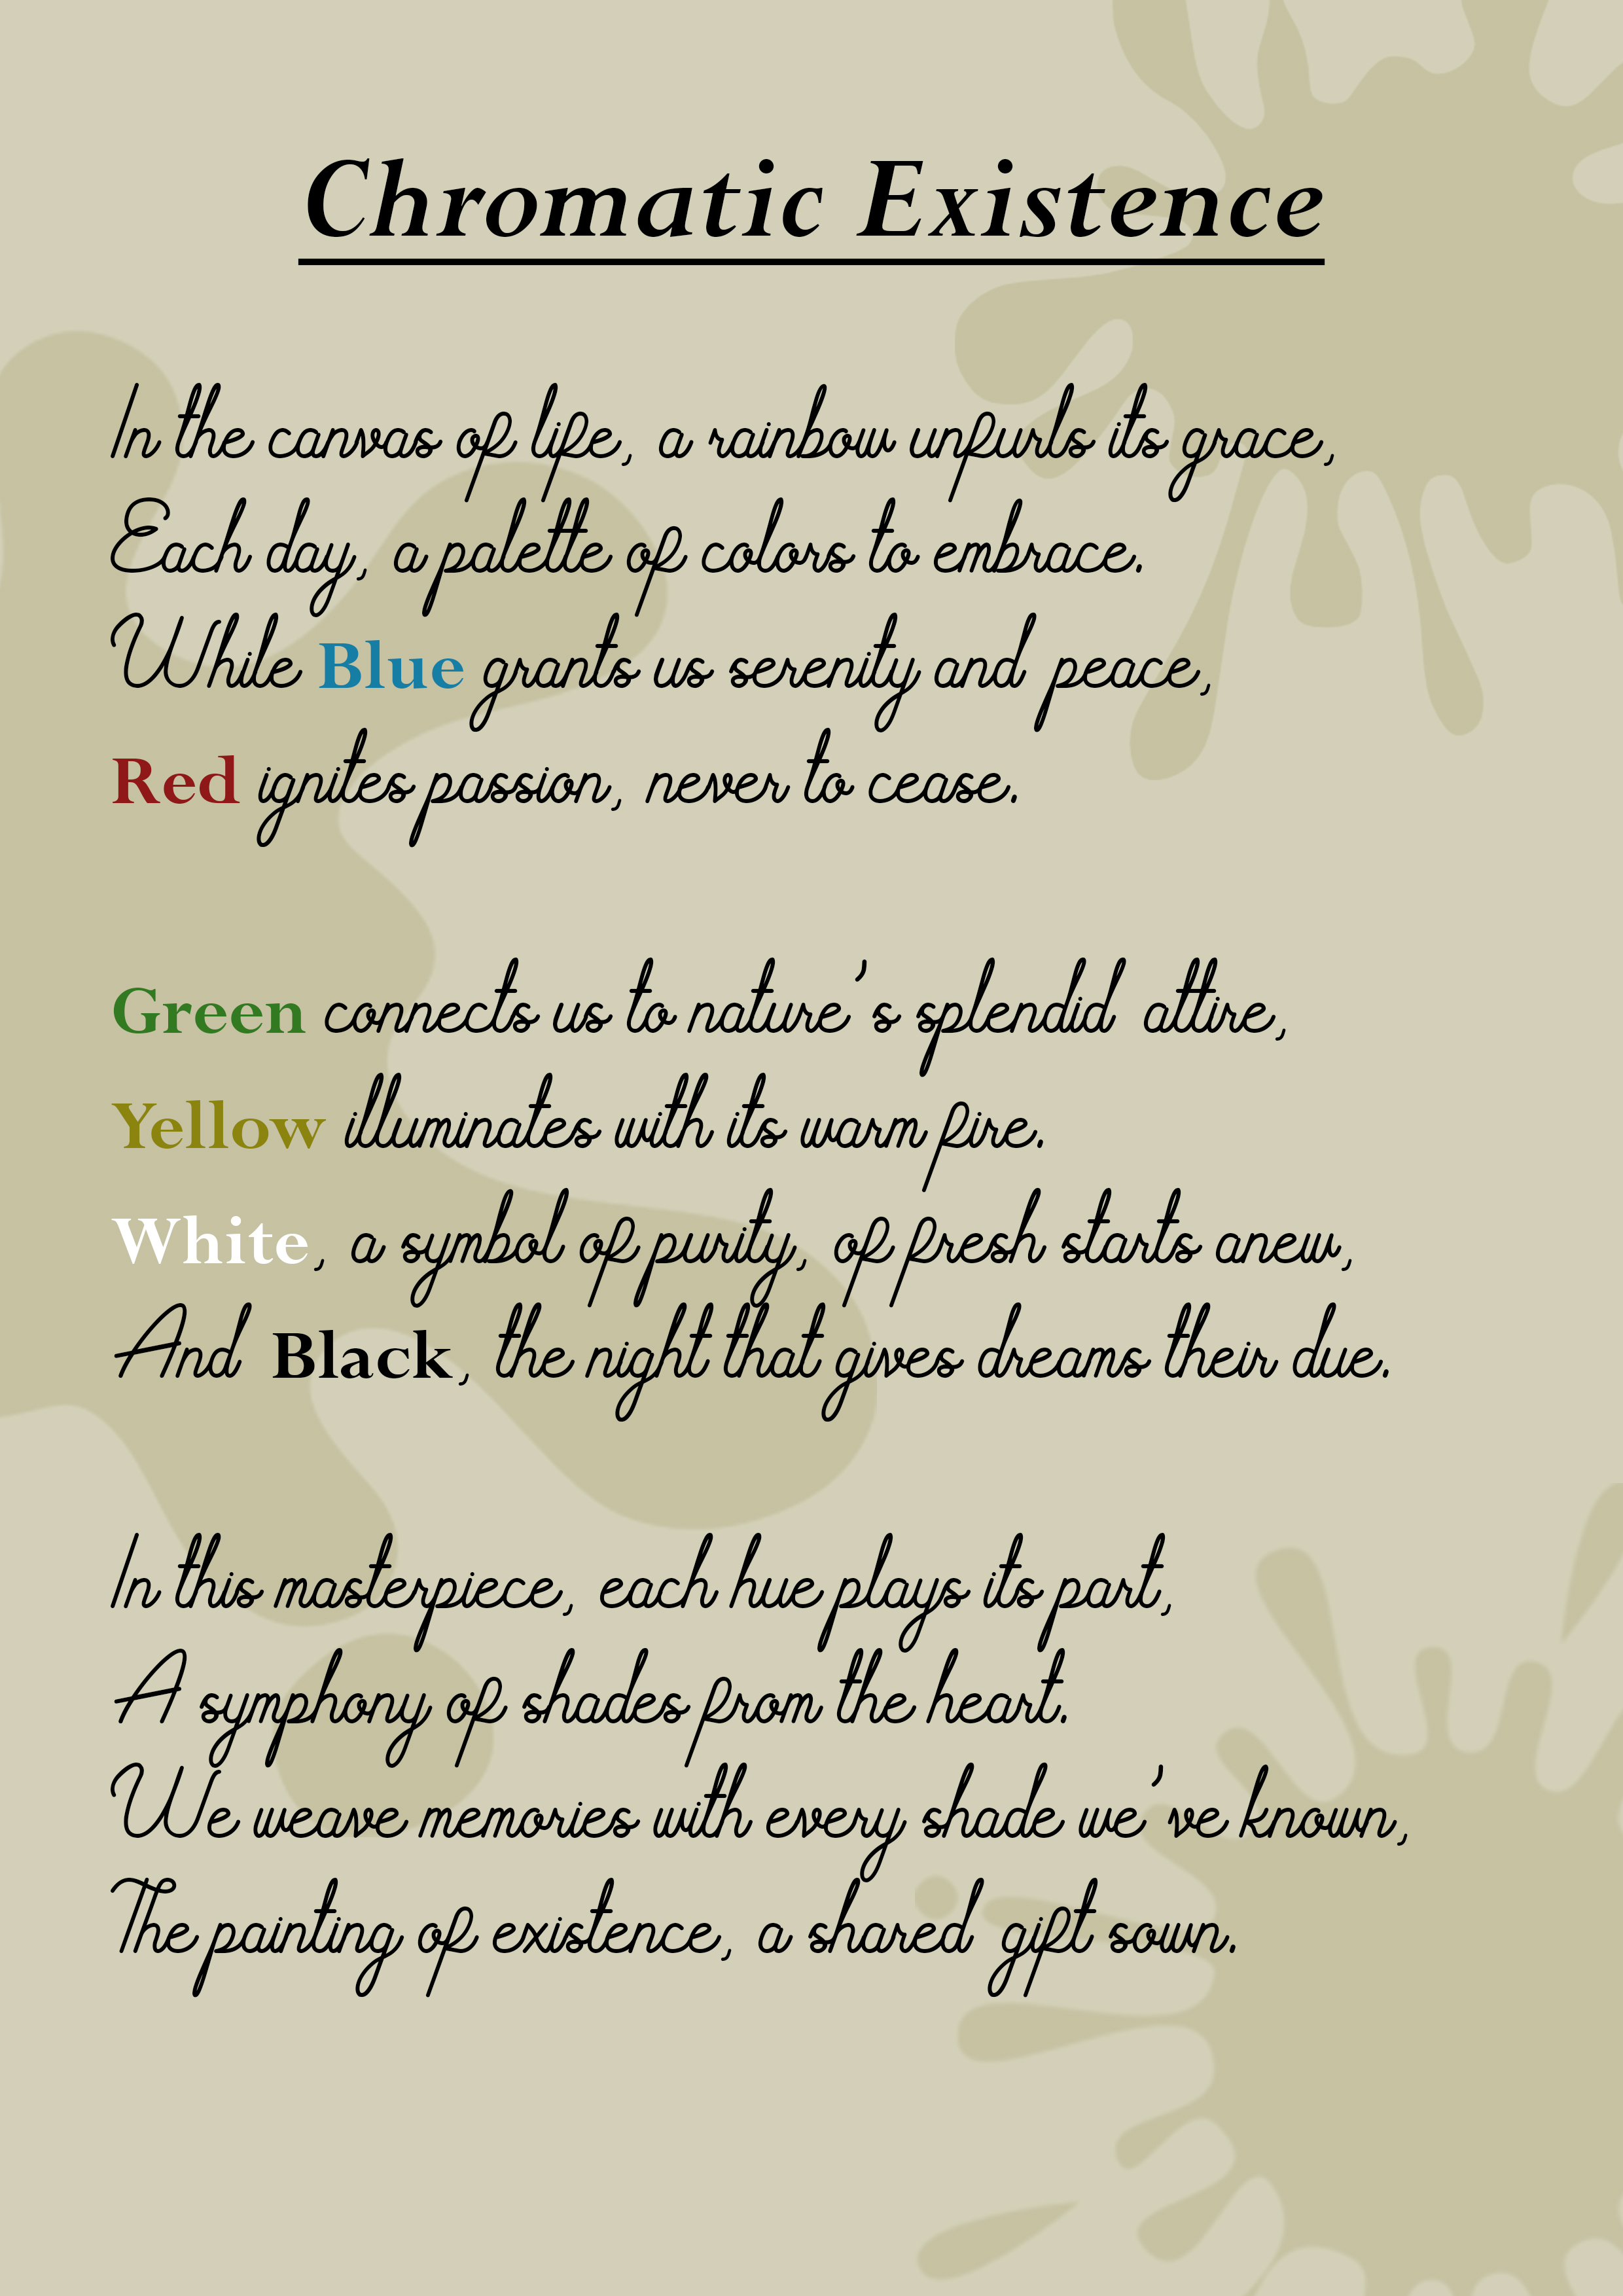 Chromatic Existence
In the canvas of life, a rainbow unfurls its grace,
Each day, a palette of colors to embrace.
While Blue grants us serenity and peace,
Red ignites passion, never to cease.
Green connects us to nature's splendid attire,
Yellow illuminates with its warm fire.
White, a symbol of purity, of fresh starts anew,
And Black, the night that gives dreams their due.
In this masterpiece, each hue plays its part,
A symphony of shades from the heart.
We weave memories with every shade we've known,
The painting of existence, a shared gift sown.